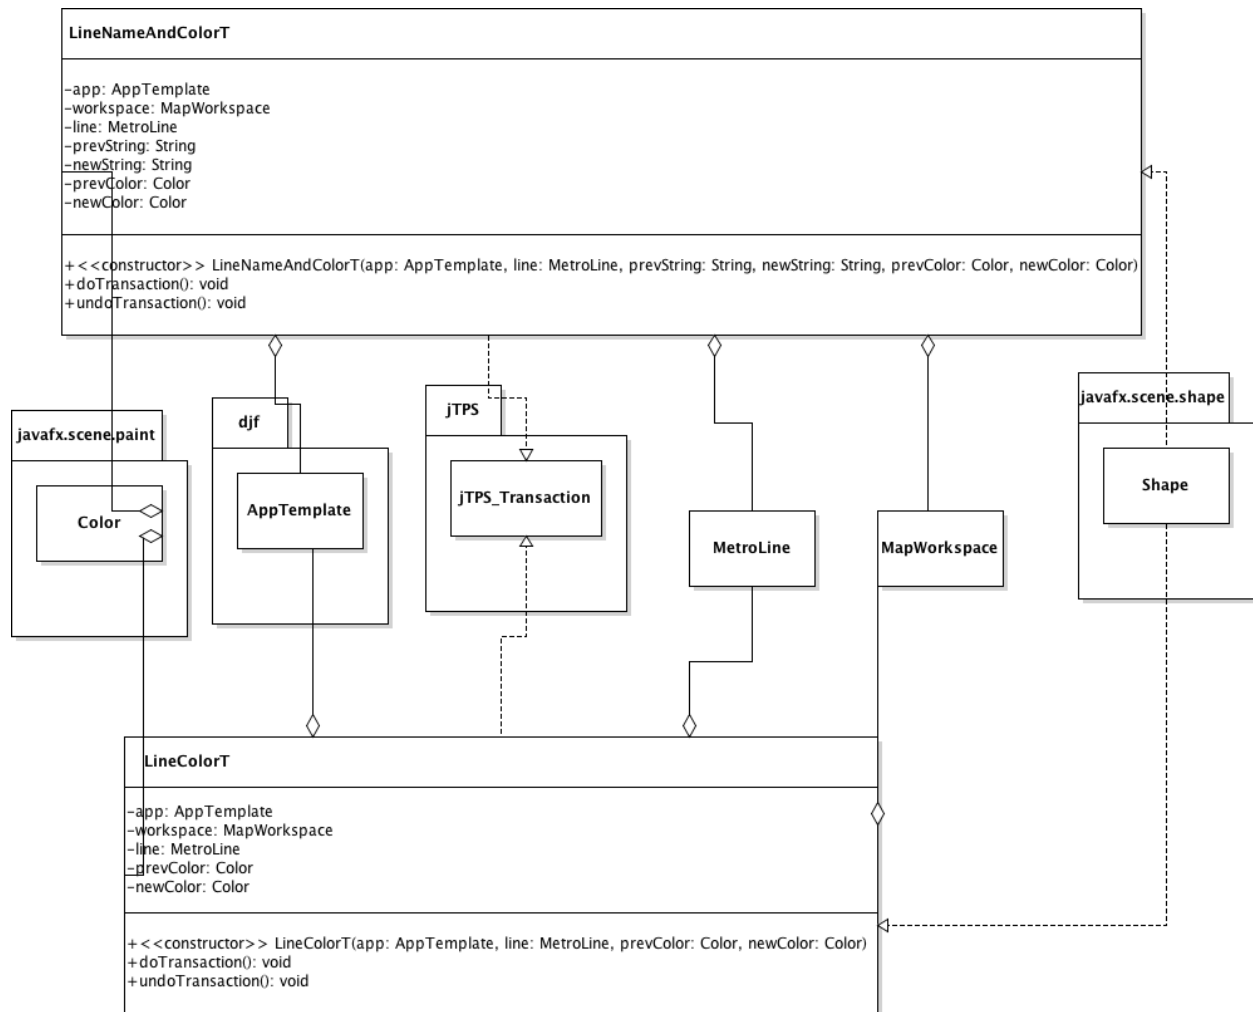 LineNameAndColorT
-app: AppTemplate
-workspace: MapWorkspace
-line: MetroLine
-prevString: String
-newString: String
-prevColor: Color
-newColor: Color
+<<constructor>> LineNameAndColorT(app: AppTemplate, line: MetroLine, prevString: String, newString: String, prevColor: Color, newColor: Color)
+doTransaction(): void
+undoTransaction(): void
javafx.scene.paint
Color
djf
AppTemplate
jTPS
jTPS_Transaction
MetroLine
MapWorkspace
javafx.scene.shape
Shape
LineColorT
-app: AppTemplate
-workspace: MapWorkspace
-line: MetroLine
-prevColor: Color
-newColor: Color
+<<constructor>> LineColorT(app: AppTemplate, line: MetroLine, prevColor: Color, newColor: Color)
+doTransaction(): void
+undoTransaction(): void